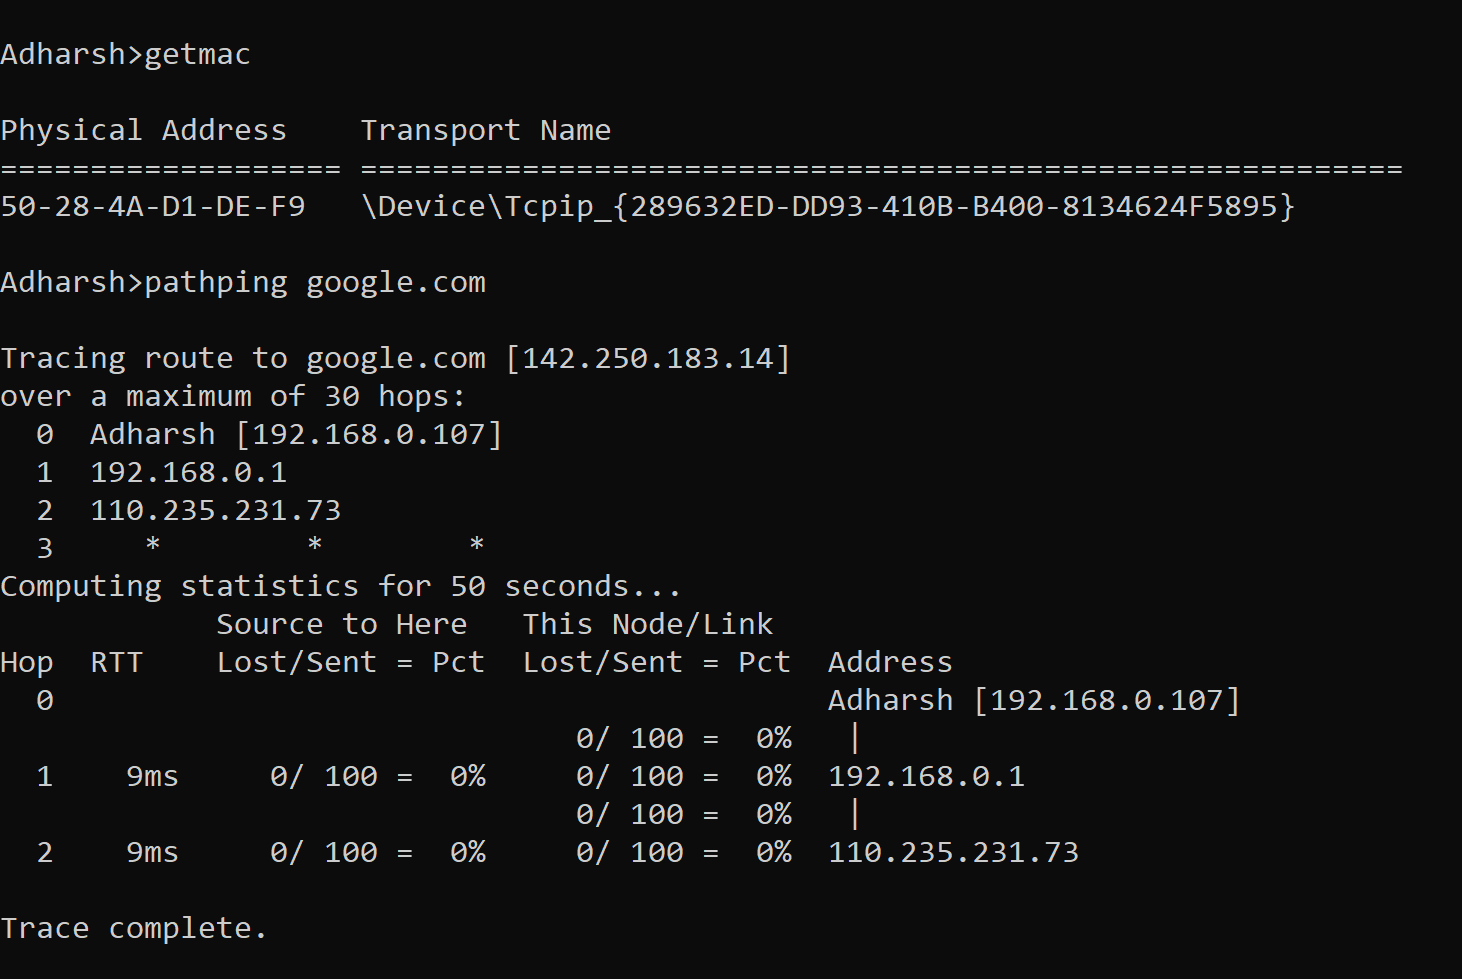 Adharsh>getmac
Physical Address    Transport Name
=================== ==========================================================
50-28-4A-D1-DE-F9   \Device\Tcpip_{289632ED-DD93-410B-B400-8134624F5895}
Adharsh>pathping google.com
Tracing route to google.com [142.250.183.14]
over a maximum of 30 hops:
  0  Adharsh [192.168.0.107]
  1  192.168.0.1
  2  110.235.231.73
  3     *        *        *
Computing statistics for 50 seconds...
            Source to Here   This Node/Link
Hop  RTT    Lost/Sent = Pct  Lost/Sent = Pct  Address
  0                                           Adharsh [192.168.0.107]
                                0/ 100 =  0%   |
  1    9ms     0/ 100 =  0%     0/ 100 =  0%  192.168.0.1
                                0/ 100 =  0%   |
  2    9ms     0/ 100 =  0%     0/ 100 =  0%  110.235.231.73
Trace complete.